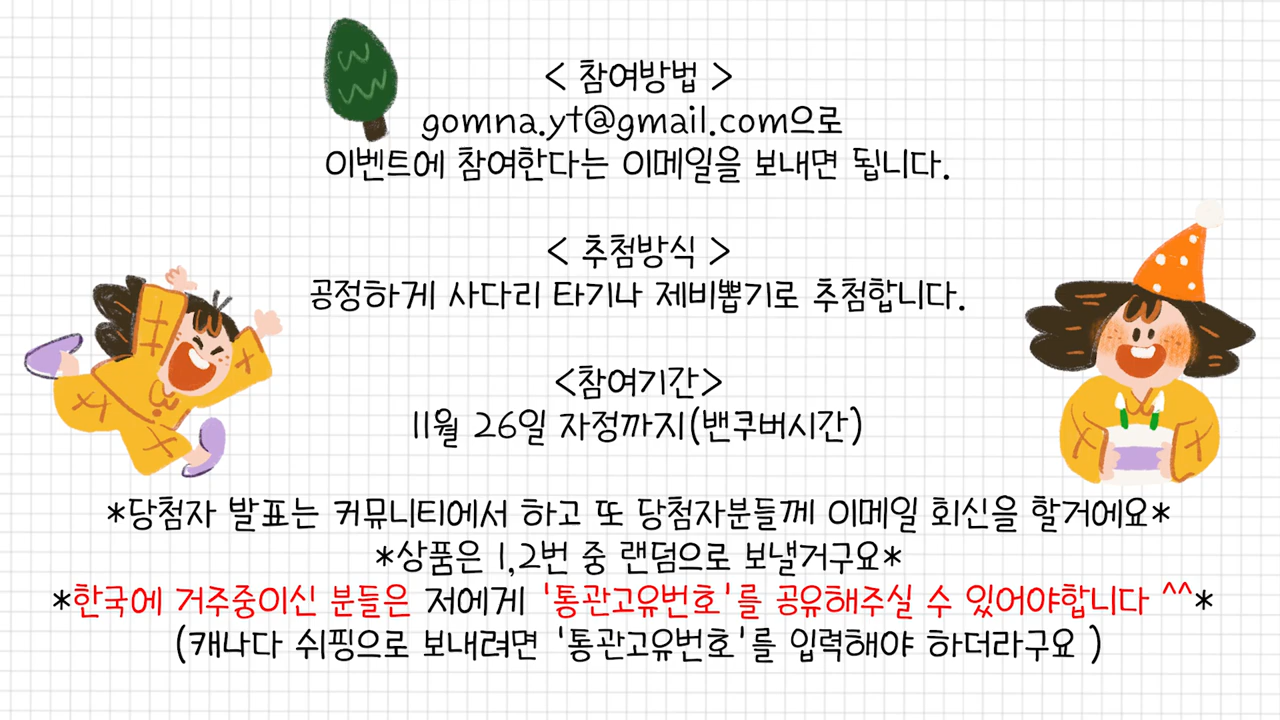 < 참여방법 >
gomna.yt@gmail.com으로
이벤트에 참여한다는 이메일을 보내면 됩니다.
< 추첨방식 >
공정하게 사다리 타기나 제비뽑기로 추첨합니다.
<참여기간>
11월 26일 자정까지(밴쿠버시간)
*당첨자 발표는 커뮤니티에서 하고 또 당첨자분들께 이메일 회신을 할거에요*
*상품은 1,2번 중 랜덤으로 보낼거구요*
*한국에 거주중이신 분들은 저에게 '통관고유번호'를 공유해주실 수 있어야합니다 ^^*
(캐나다 쉬핑으로 보내려면 '통관고유번호'를 입력해야 하더라구요 )